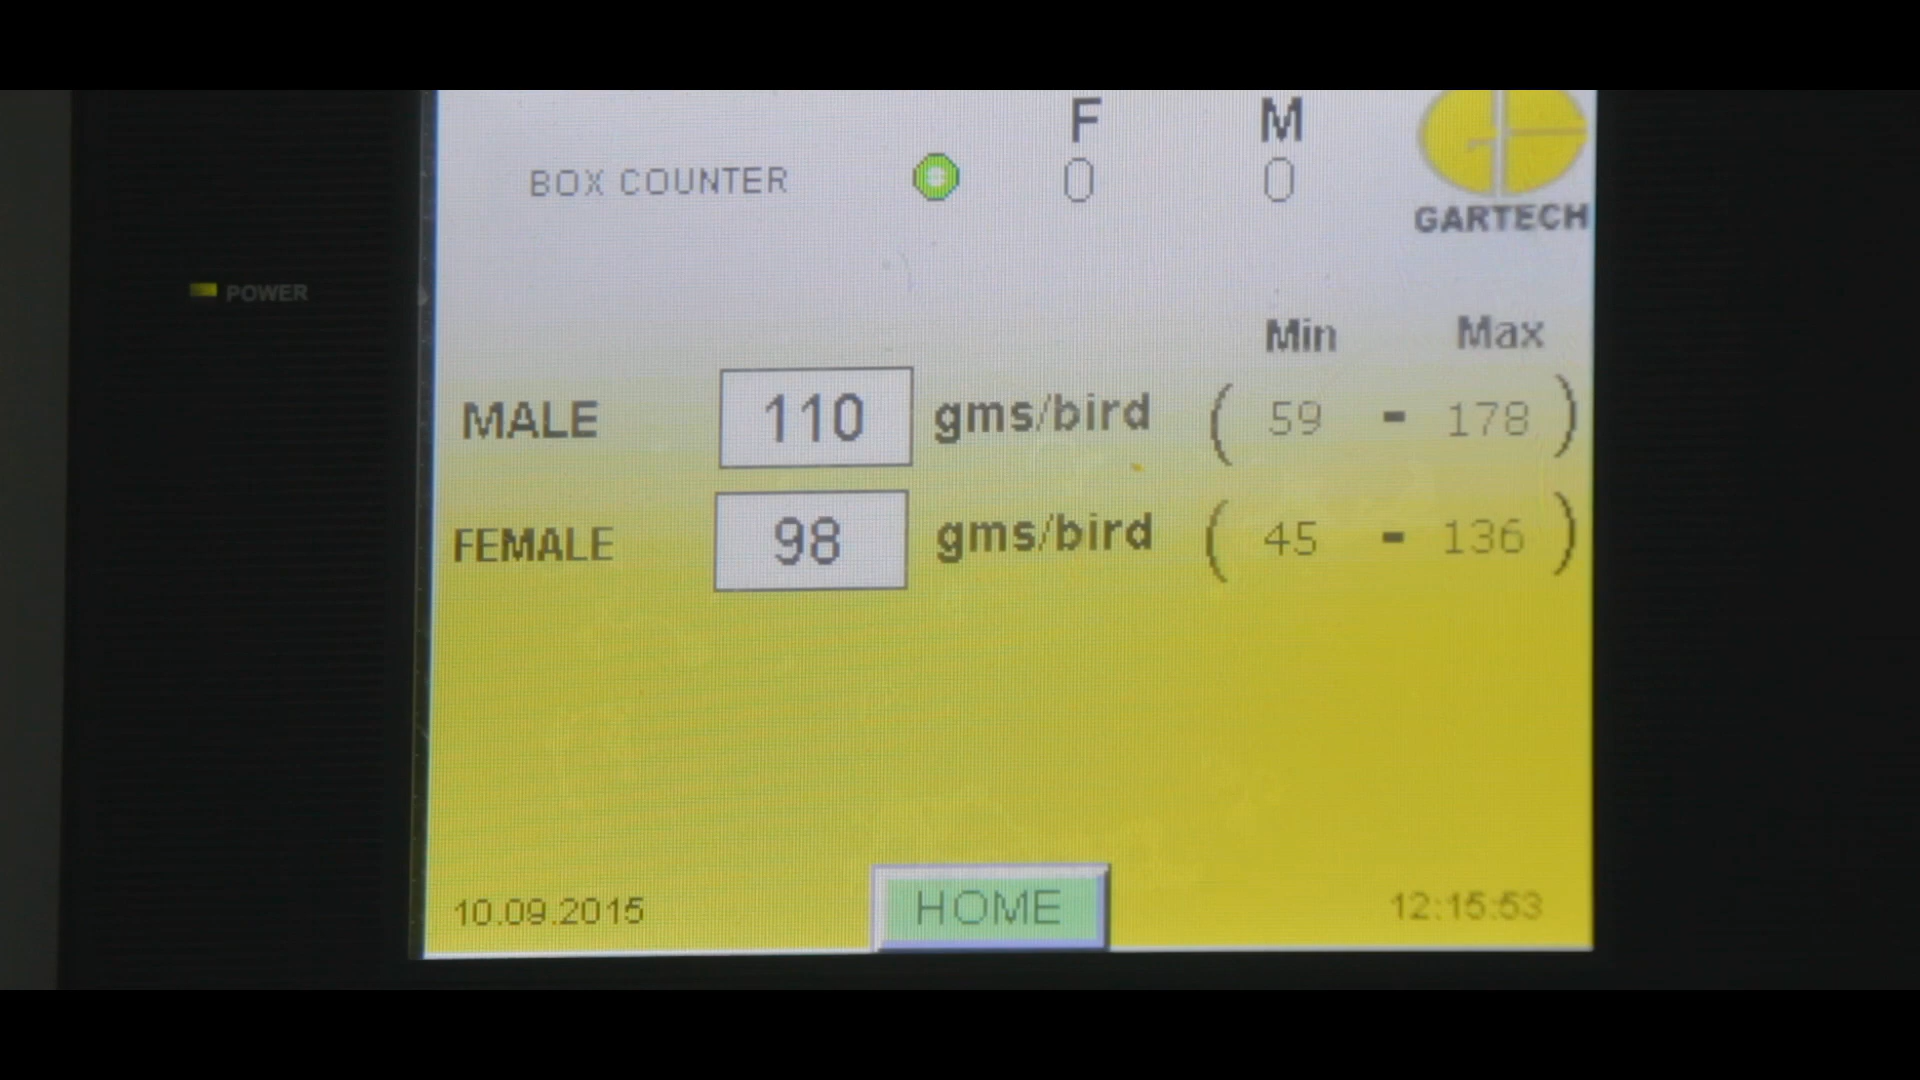 F M
BOX COUNTER 0 0
GARTECH
POWER
Min Max
MALE 110 gms/bird ( 59 - 178 )
FEMALE 98 gms/bird ( 45 - 136 )
10.09.2015 HOME 12:15:53